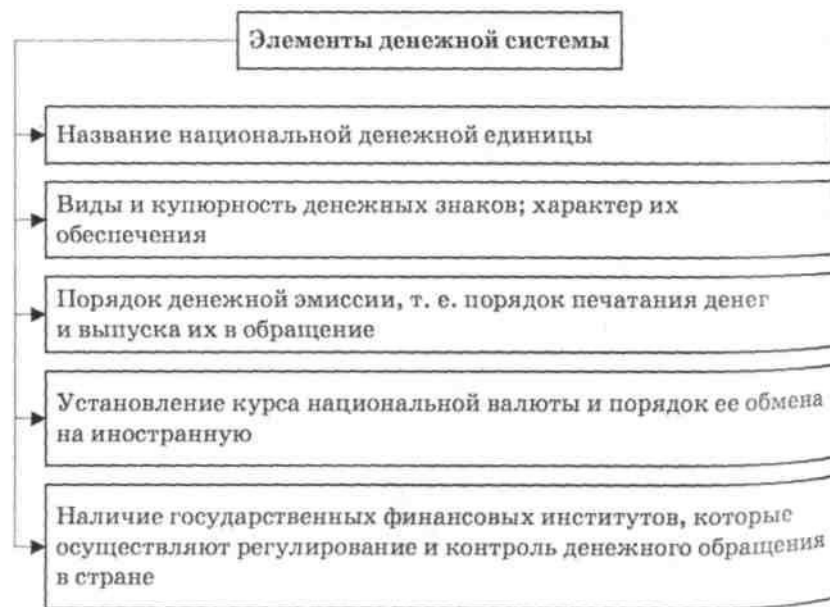 Элементы денежной системы
Название национальной денежной единицы
Виды и купюрность денежных знаков; характер их
обеспечения
Порядок денежной эмиссии, т. е. порядок печатания денег
и выпуска их в обращение
Установление курса национальной валюты и порядок ее обмена
на иностранную
Наличие государственных финансовых институтов, которые
осуществляют регулирование и контроль денежного обращения
в стране